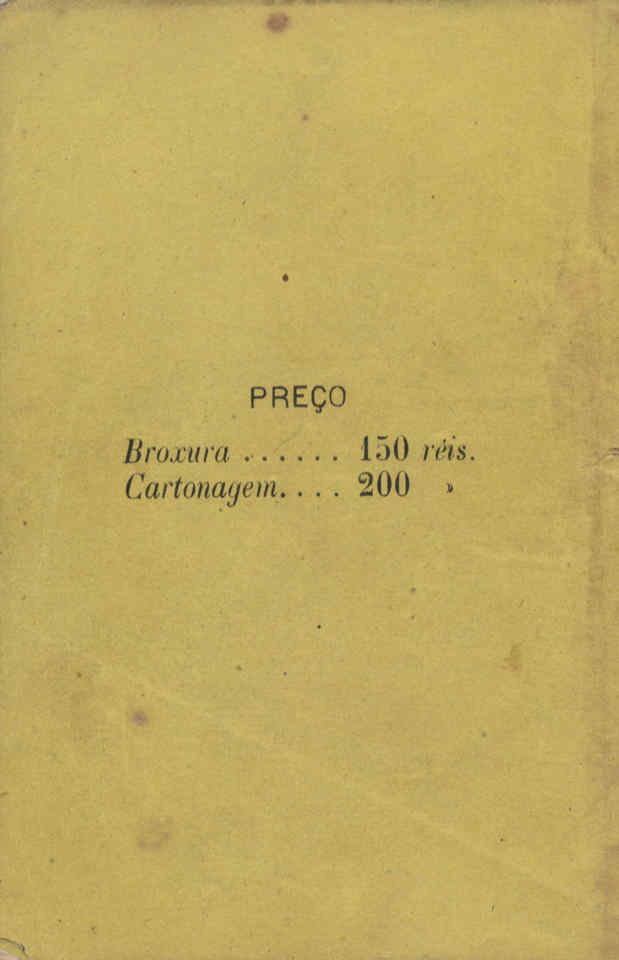 PREÇO
Broxura ...... 150 réis.
Cartonagem.... 200 »